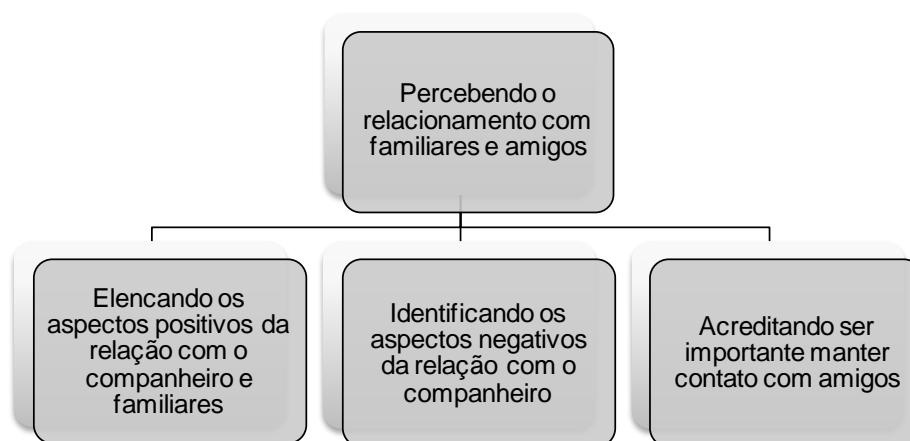 Percebendo o
relacionamento com
familiares e amigos
Elencando os
aspectos positivos da
relação com o
companheiro e
familiares
Identificando os
aspectos negativos
da relação com o
companheiro
Acreditando ser
importante manter
contato com amigos